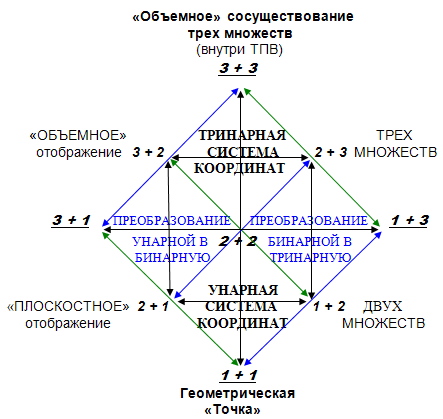 «Объемное» сосуществование
трех множеств
(внутри ТПВ)
3 + 3
«ОБЪЕМНОЕ» ТРИНАРНАЯ ТРЕХ
отображение 3 + 2 СИСТЕМА 2 + 3 МНОЖЕСТВ
КООРДИНАТ
3 + 1 ПРЕОБРАЗОВАНИЕ ПРЕОБРАЗОВАНИЕ 1 + 3
УНАРНОЙ В 2 + 2 БИНАРНОЙ В
БИНАРНУЮ ТРИНАРНУЮ
УНАРНАЯ
«ПЛОСКОСТНОЕ» 2 + 1 СИСТЕМА 1 + 2 ДВУХ
отображение КООРДИНАТ МНОЖЕСТВ
1 + 1
Геометрическая
«Точка»